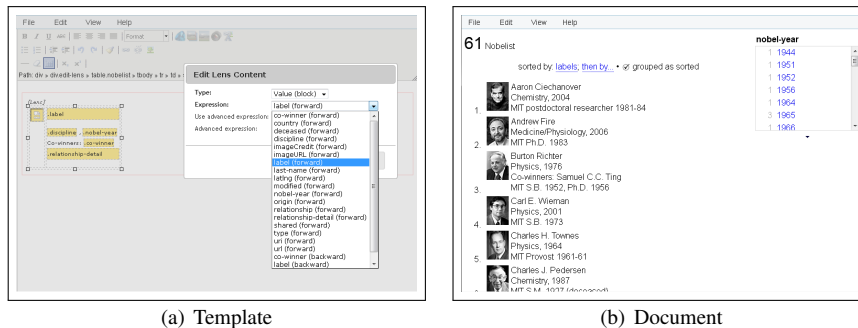 File Edit View Help
B I U ABC Format
Path: div » divedit-lens » table.nobelist » tbody » tr » td »
[Lens]
.label
.discipline , .nobel-year
Co-winners: .co-winner
.relationship-detail
Edit Lens Content
Type: Value (block)
Expression: label (forward)
Use advanced expression:
Advanced expression:
co-winner (forward)
country (forward)
deceased (forward)
discipline (forward)
imageCredit (forward)
imageURL (forward)
label (forward)
last-name (forward)
latlng (forward)
modified (forward)
nobel-year (forward)
origin (forward)
relationship (forward)
relationship-detail (forward)
shared (forward)
type (forward)
uri (forward)
url (forward)
co-winner (backward)
label (backward)
(a) Template
File Edit View Help
61 Nobelist
sorted by: labels; then by... • grouped as sorted
1. Aaron Ciechanover
Chemistry, 2004
MIT postdoctoral researcher 1981-84
2. Andrew Fire
Medicine/Physiology, 2006
MIT Ph.D. 1983
3. Burton Richter
Physics, 1976
Co-winners: Samuel C.C. Ting
MIT S.B. 1952, Ph.D. 1956
4. Carl E. Wieman
Physics, 2001
MIT S.B. 1973
5. Charles H. Townes
Physics, 1964
MIT Provost 1961-61
6. Charles J. Pedersen
Chemistry, 1987
MIT S.M. 1927 (deceased)
nobel-year
1 1944
1 1951
1 1952
1 1956
1 1964
3 1965
1 1966
(b) Document